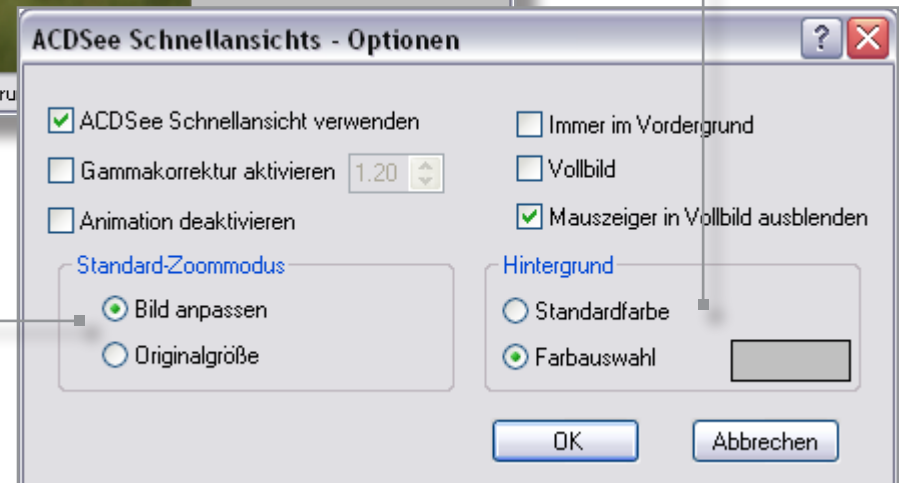 ACDSee Schnellansichts - Optionen
ru
ACDSee Schnellansicht verwenden
Gammakorrektur aktivieren 1.20
Animation deaktivieren
Immer im Vordergrund
Vollbild
Mauszeiger in Vollbild ausblenden
Standard-Zoommodus
Bild anpassen
Originalgröße
Hintergrund
Standardfarbe
Farbauswahl
OK
Abbrechen